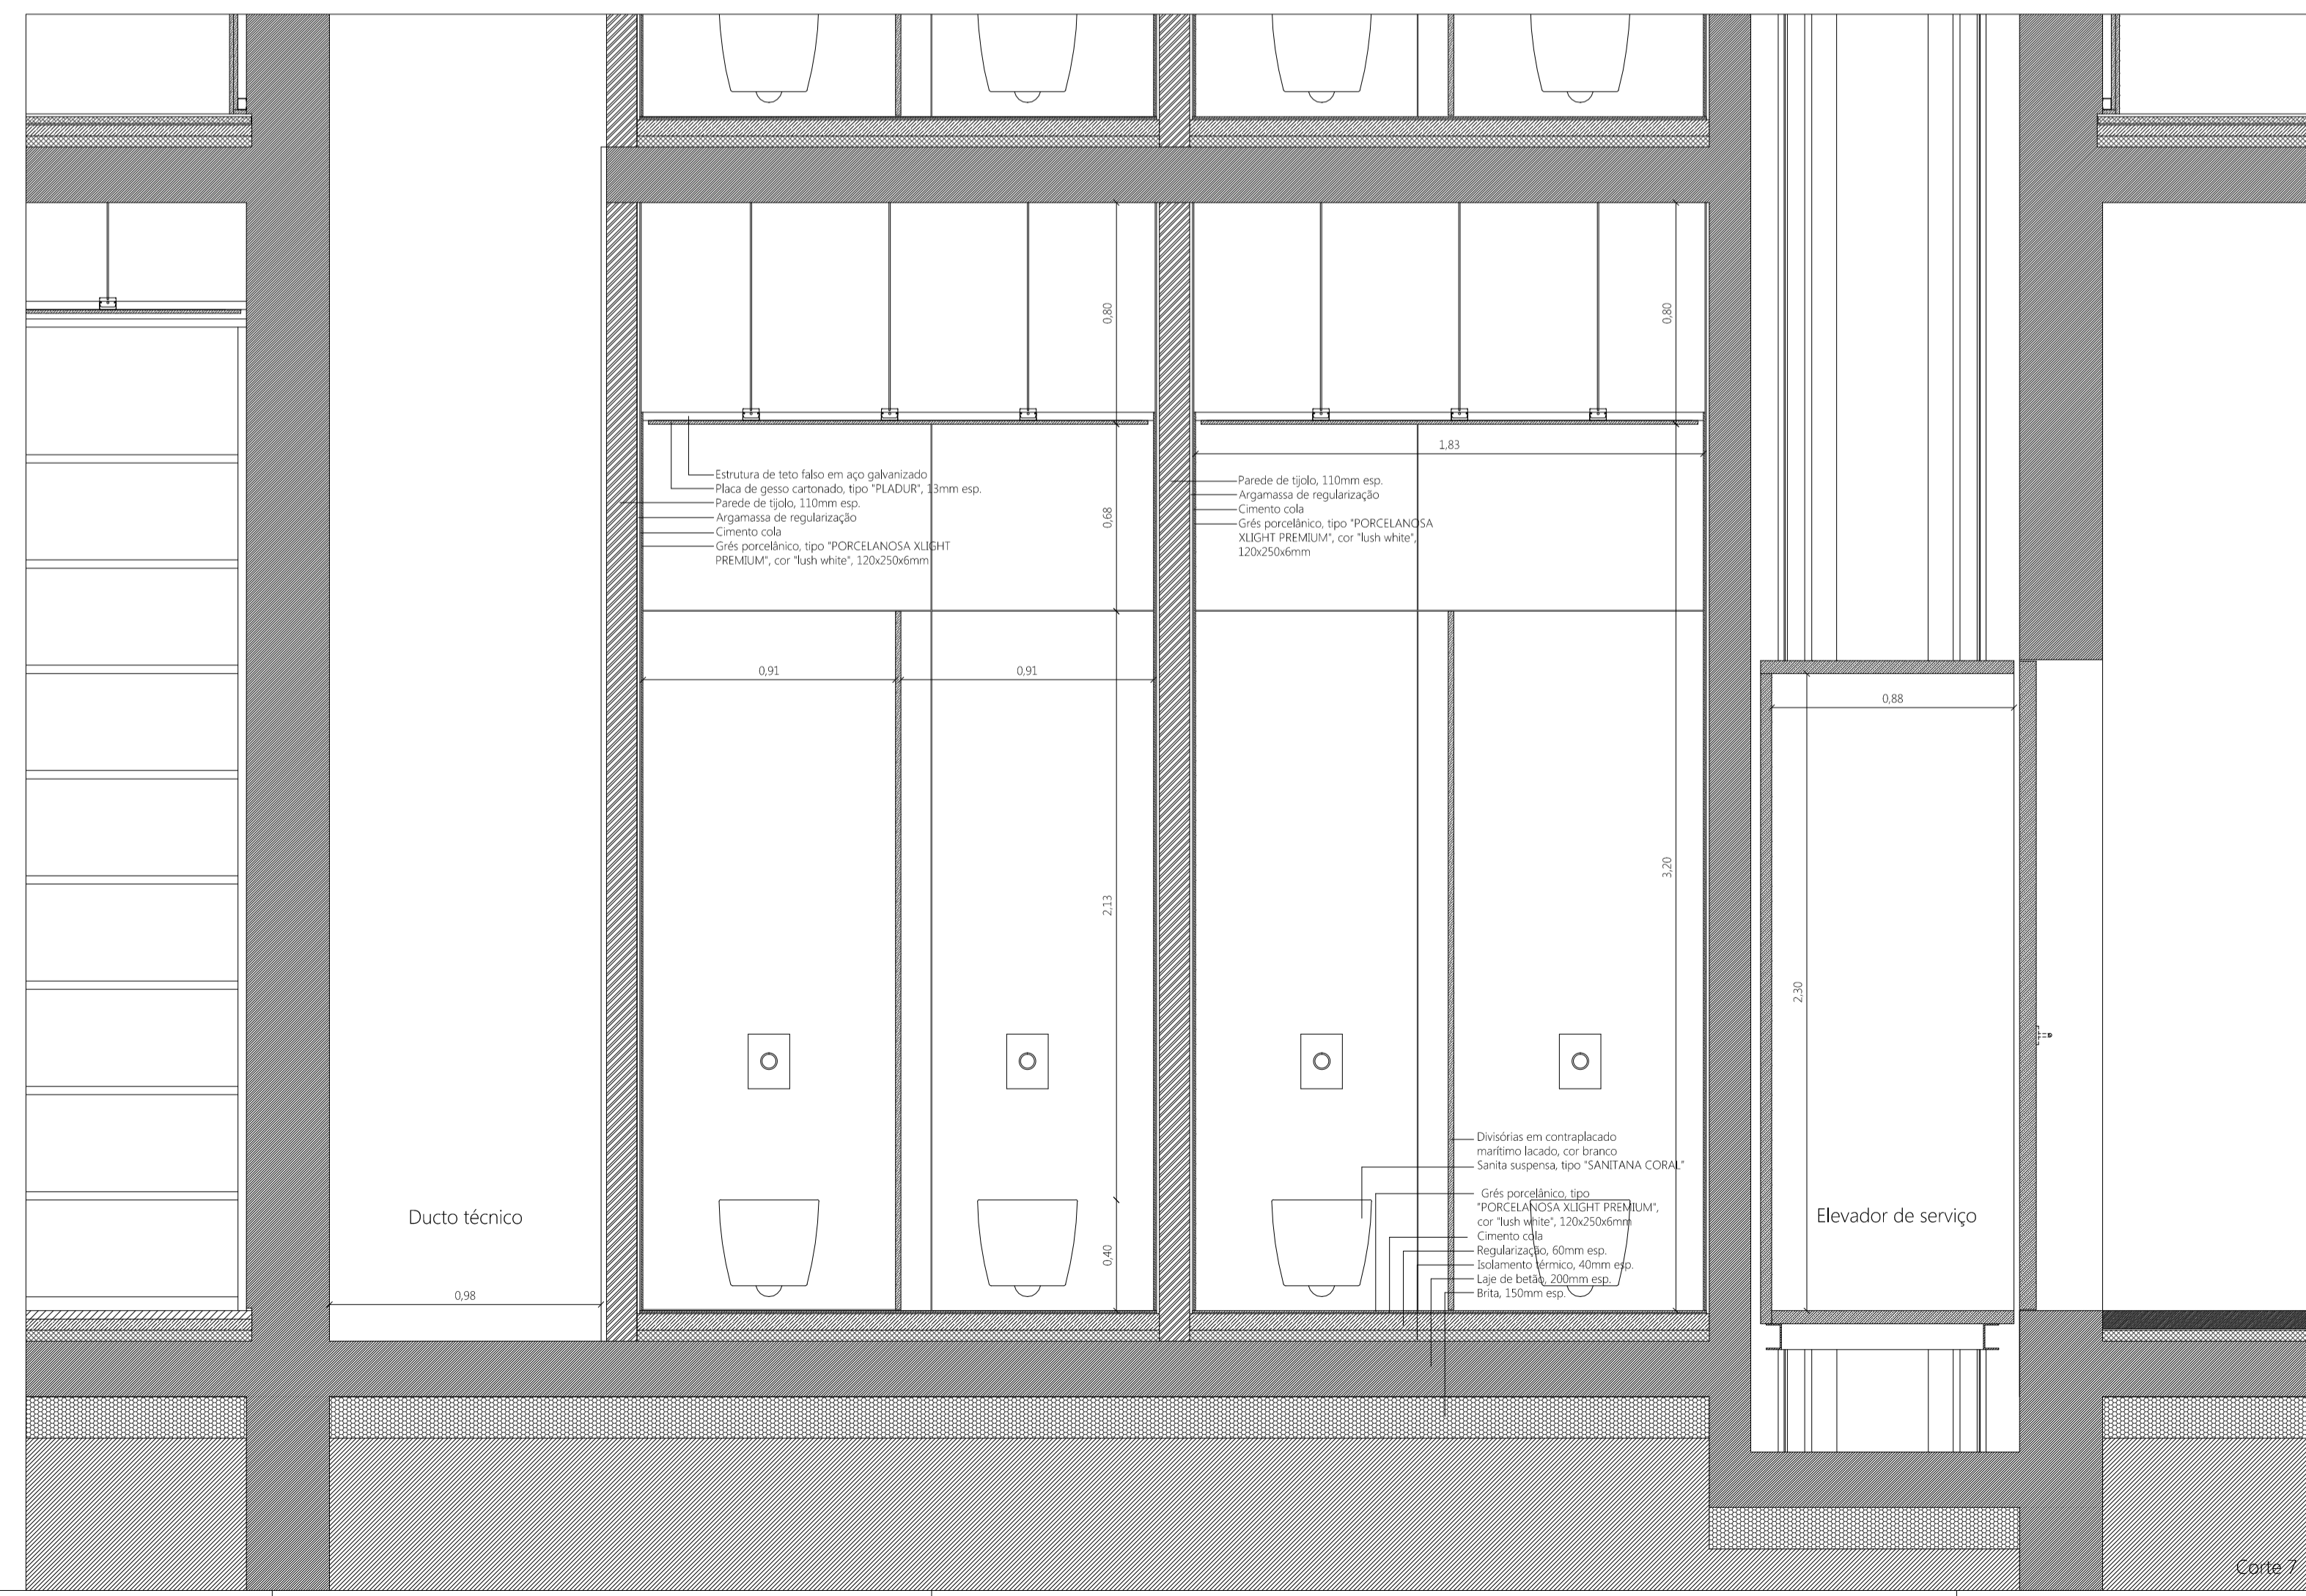 0,80
0,80
1,83
Estrutura de teto falso em aço galvanizado
Placa de gesso cartonado, tipo "PLADUR", 13mm esp.
Parede de tijolo, 110mm esp.
Argamassa de regularização
Cimento cola
Grés porcelânico, tipo "PORCELANOSA XLIGHT
PREMIUM", cor "lush white", 120x250x6mm
0,68
Parede de tijolo, 110mm esp.
Argamassa de regularização
Cimento cola
Grés porcelânico, tipo "PORCELANOSA
XLIGHT PREMIUM", cor "lush white",
120x250x6mm
0,91
0,91
0,88
2,13
3,20
2,30
Divisórias em contraplacado
marítimo lacado, cor branco
Sanita suspensa, tipo "SANITANA CORAL"
Grés porcelânico, tipo
"PORCELANOSA XLIGHT PREMIUM",
cor "lush white", 120x250x6mm
Cimento cola
Regularização, 60mm esp.
Isolamento térmico, 40mm esp.
Laje de betão, 200mm esp.
Brita, 150mm esp.
Ducto técnico
Elevador de serviço
0,40
0,98
Corte 7